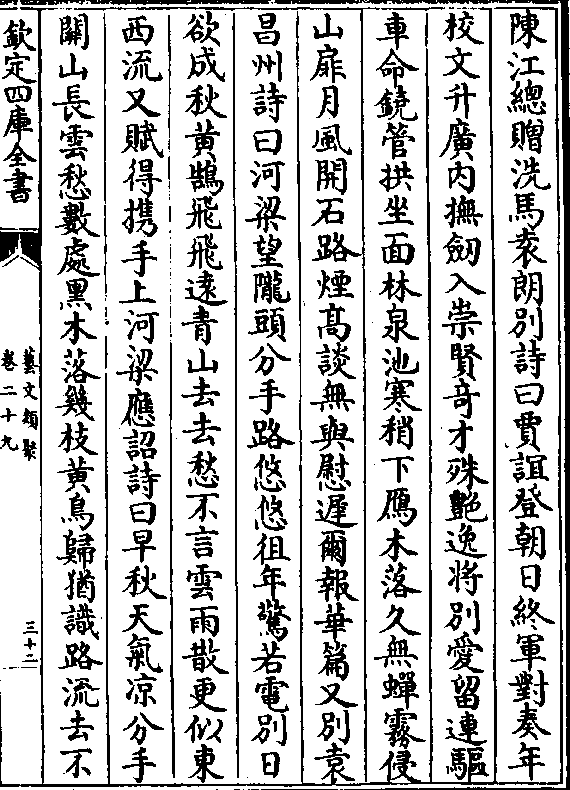 陳江總贈洗馬袁朗別詩曰賈誼登朝日終軍對奏年
校文升廣内撫劒入崇賢竒才殊艷逸将別愛留連驅
車命鐃管拱坐面林泉池寒稍下鴈木落久無蟬霧侵
山扉月風開石路煙髙談無與慰遲爾報華篇又別袁
昌州詩曰河梁望隴頭分手路悠悠徂年驚若電別日
欲成秋黄鵠飛飛逺青山去去愁不言雲雨散更似東
西流又賦得携手上河梁應詔詩曰早秋天氣凉分手
關山長雲愁數處黑木落幾枝黄鳥歸猶識路流去不
欽定四庫全書
藝文類聚
卷二十九
三十二